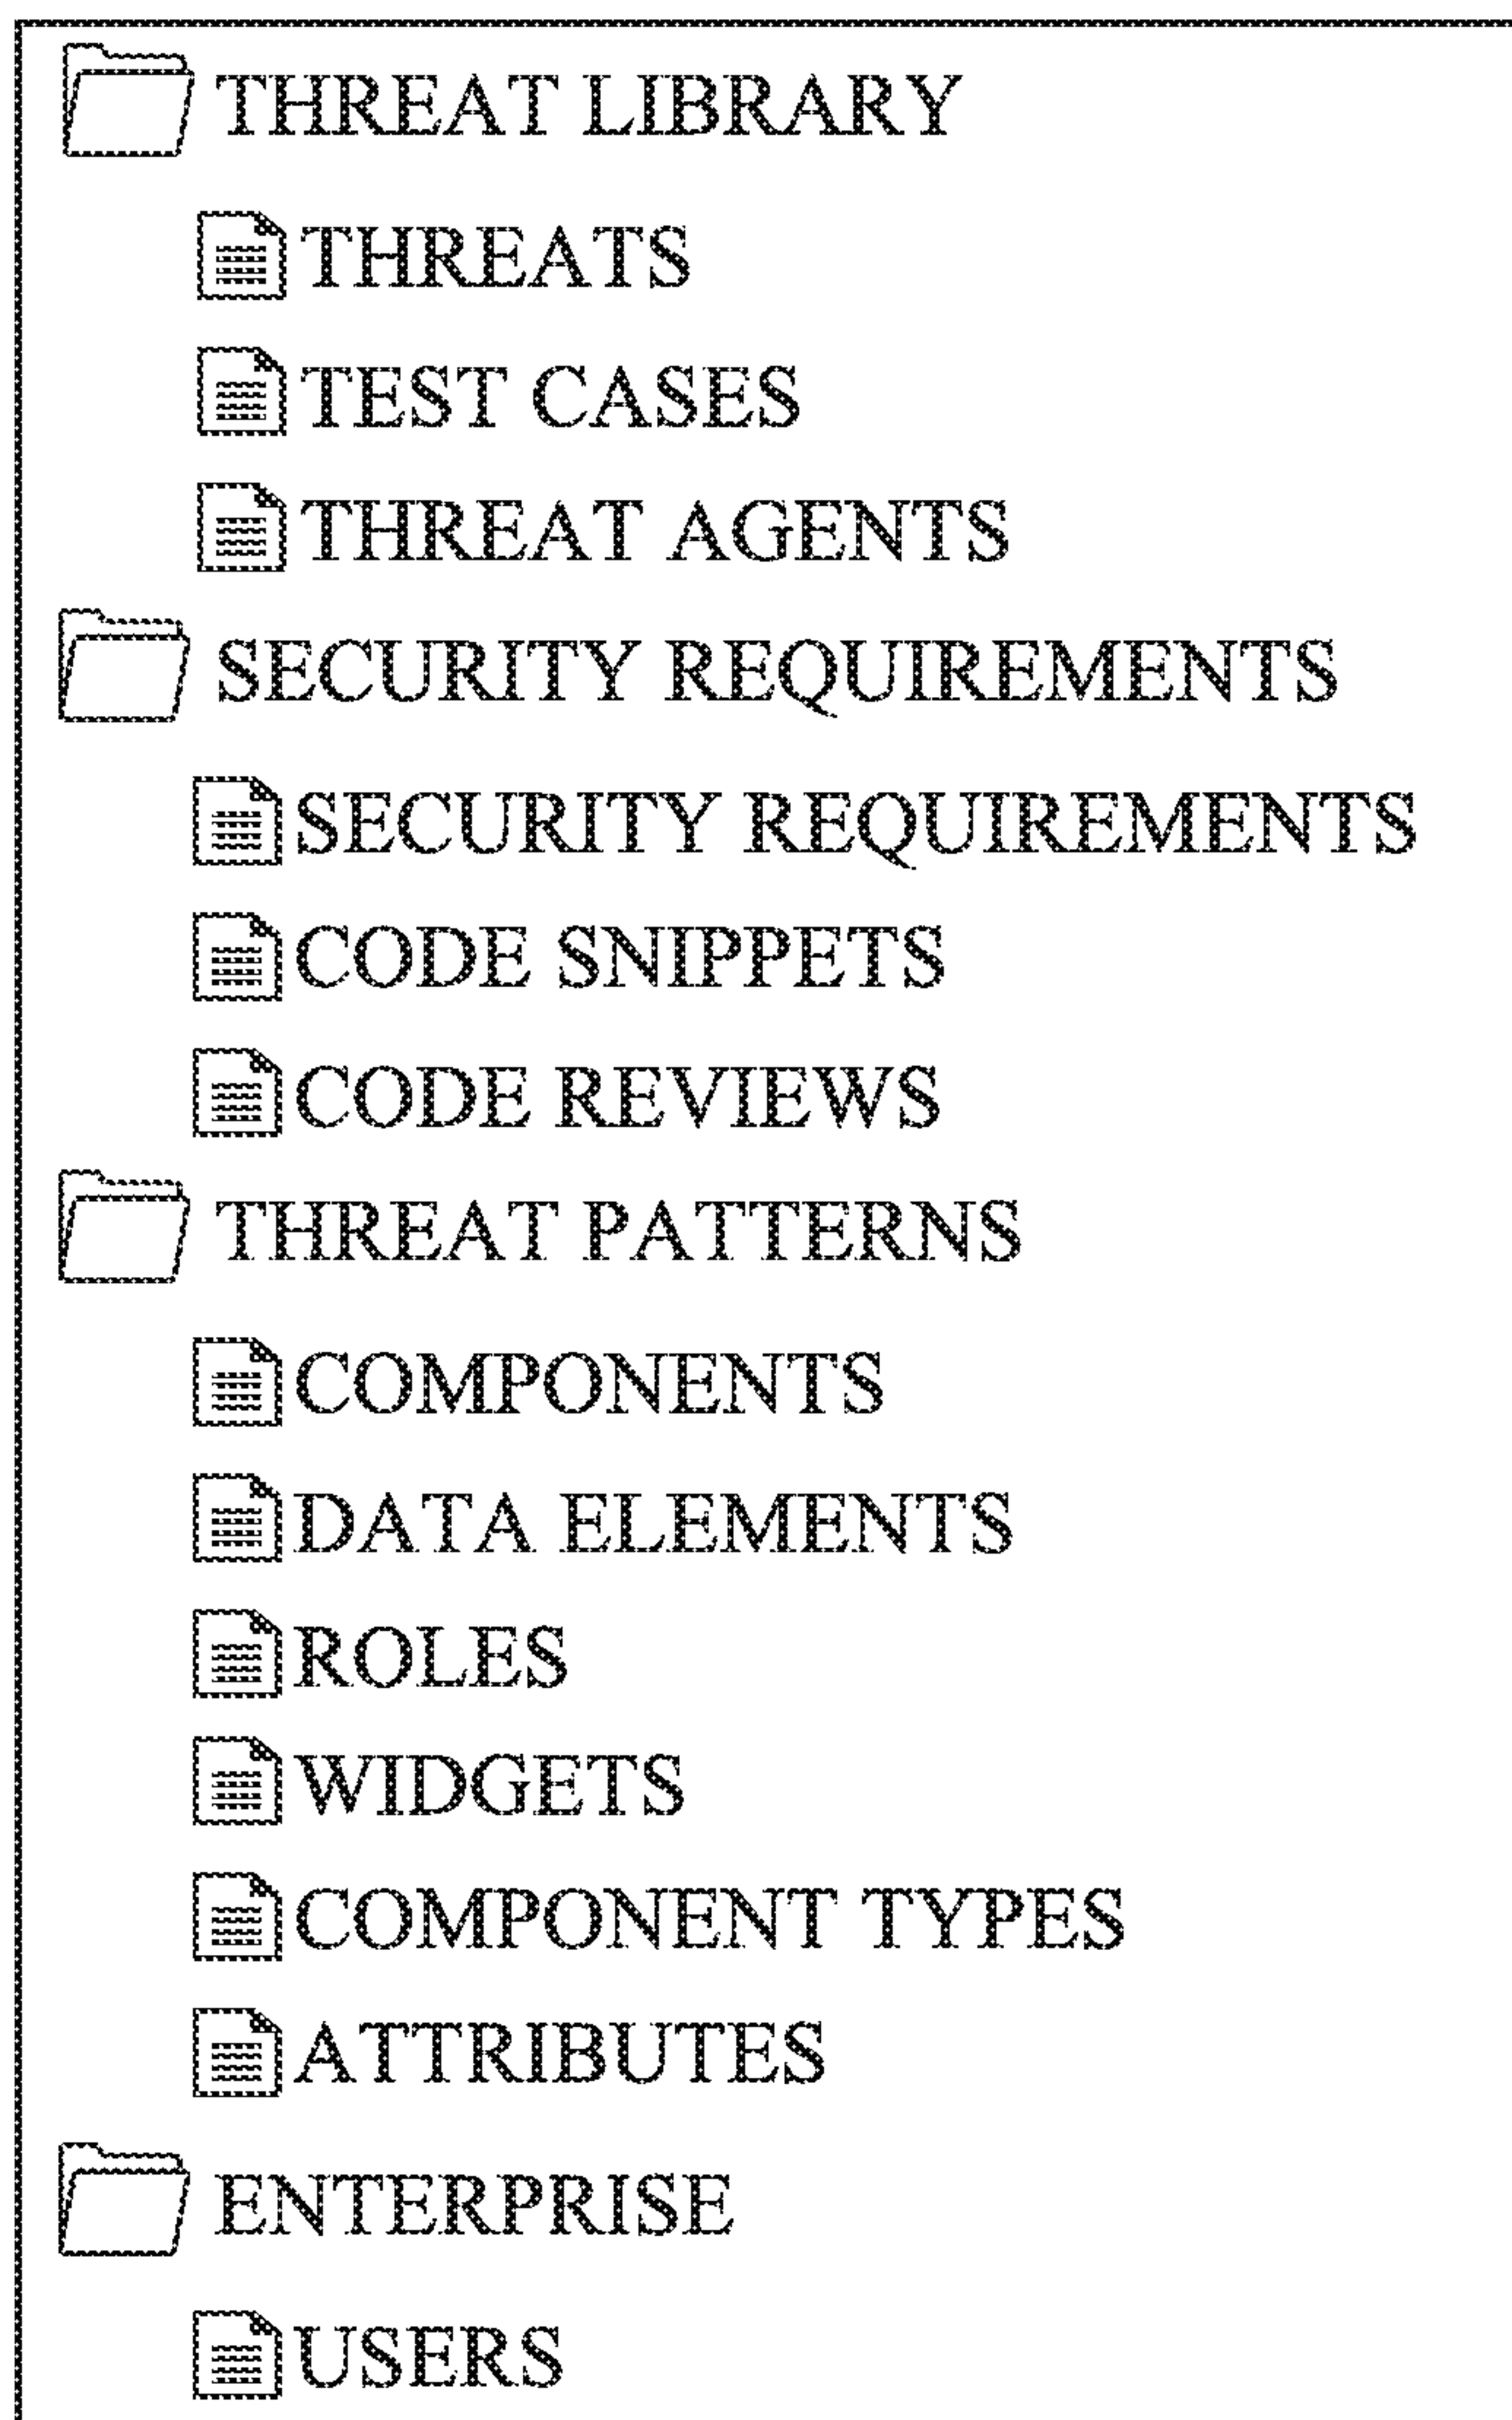 THREAT LIBRARY
THREATS
TEST CASES
THREAT AGENTS
SECURITY REQUIREMENTS
SECURITY REQUIREMENTS
CODE SNIPPETS
CODE REVIEWS
THREAT PATTERNS
COMPONENTS
DATA ELEMENTS
ROLES
WIDGETS
COMPONENT TYPES
ATTRIBUTES
ENTERPRISE
USERS